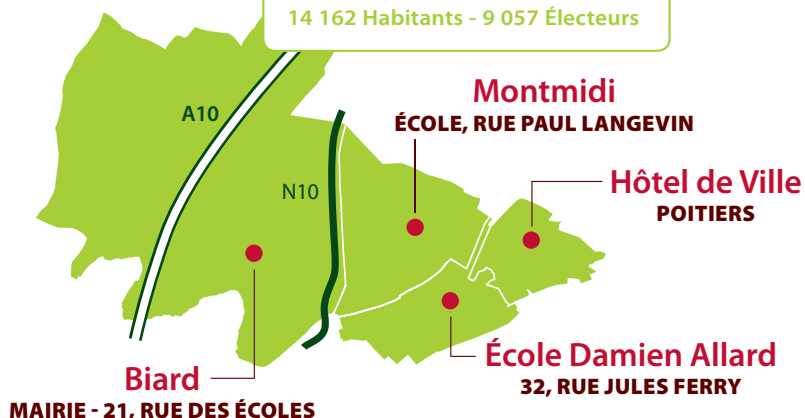 14 162 Habitants - 9 057 Électeurs
A10
N10
Montmidi
ÉCOLE, RUE PAUL LANGEVIN
Hôtel de Ville
POITIERS
École Damien Allard
32, RUE JULES FERRY
Biard
MAIRIE - 21, RUE DES ÉCOLES